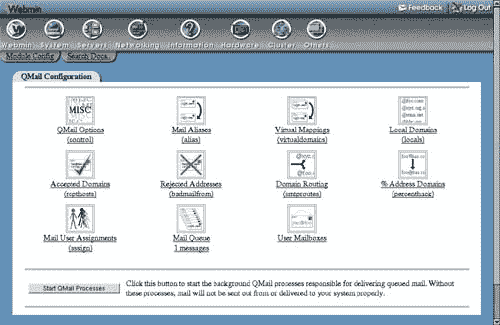 Webmin
Feedback
Log Out
Webmin System Servers Networking Information Hardware Cluster Others
Module Config
Search Docs..
QMail Configuration
MISC
QMail Options
(control)
Mail Aliases
(alias)
Virtual Mappings
(virtualdomains)
Local Domains
(locals)
Accepted Domains
(rcpthosts)
Rejected Addresses
(badmailfrom)
Domain Routing
(smtproutes)
% Address Domains
(percenthack)
Mail User Assignments
(assign)
Mail Queue
1 messages
User Mailboxes
Start QMail Processes
Click this button to start the background QMail processes responsible for delivering queued mail. Without
these processes, mail will not be sent out from or delivered to your system properly.